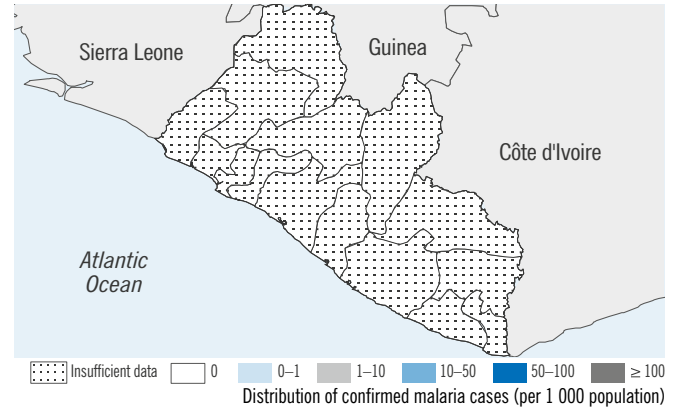 Sierra Leone
Guinea
Côte d'Ivoire
Atlantic
Ocean
Insufficient data 0 0–1 1–10 10–50 50–100 ≥ 100
Distribution of confirmed malaria cases (per 1 000 population)